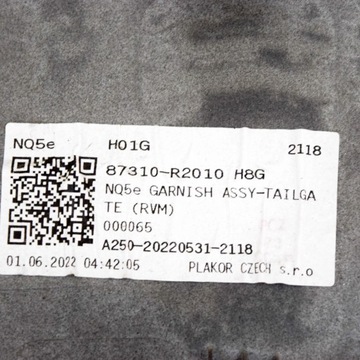 NQ5e H01G 2118
87310-R2010 H8G
NQ5e GARNISH ASSY-TAILGA
TE (RVM)
000065
A250-20220531-2118
01.06.2022 04:42:05 PLAKOR CZECH s.r.o